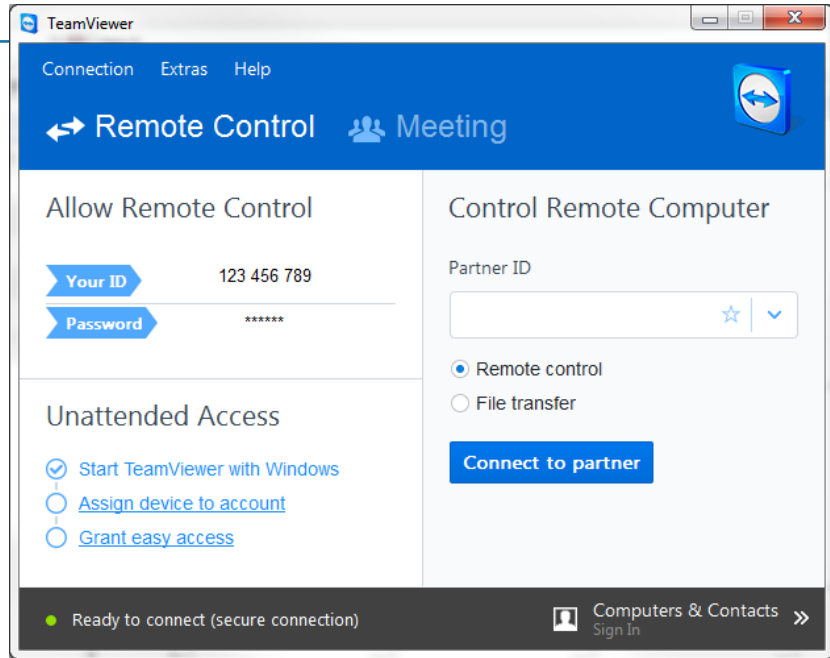 TeamViewer
Connection Extras Help
Remote Control Meeting
Allow Remote Control
Your ID 123 456 789
Password ******
Unattended Access
Start TeamViewer with Windows
Assign device to account
Grant easy access
Control Remote Computer
Partner ID
Remote control
File transfer
Connect to partner
Ready to connect (secure connection)
Computers & Contacts
Sign In